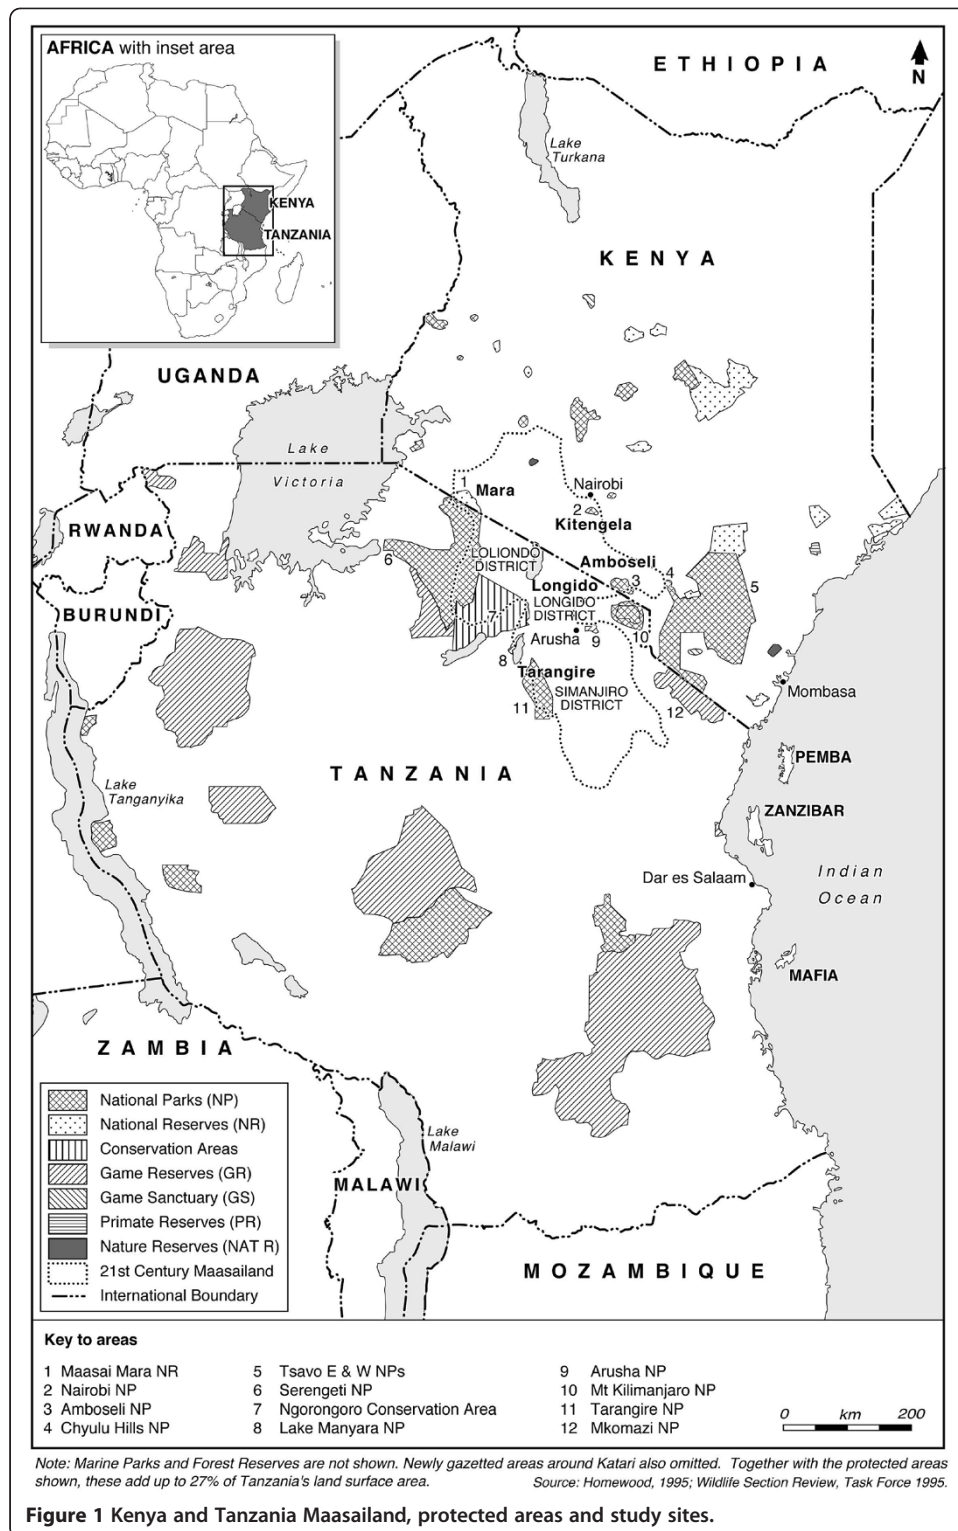 AFRICA with inset area
KENYA
TANZANIA
ETHIOPIA
N
Lake
Turkana
KENYA
UGANDA
Lake
Victoria
1
Mara
Nairobi
2
Kitengela
RWANDA
6
LOLIONDO
DISTRICT
Amboseli
3
4
5
Longido
LONGIDO
DISTRICT
BURUNDI
7
Arusha
9
10
8
Tarangire
SIMANJIRO
DISTRICT
11
12
Mombasa
PEMBA
TANZANIA
Lake
Tanganyika
ZANZIBAR
Dar es Salaam
Indian
Ocean
MAFIA
ZAMBIA
Lake
Malawi
MALAWI
MOZAMBIQUE
National Parks (NP)
National Reserves (NR)
Conservation Areas
Game Reserves (GR)
Game Sanctuary (GS)
Primate Reserves (PR)
Nature Reserves (NAT R)
21st Century Maasailand
International Boundary
Key to areas
1 Maasai Mara NR
2 Nairobi NP
3 Amboseli NP
4 Chyulu Hills NP
5 Tsavo E & W NPs
6 Serengeti NP
7 Ngorongoro Conservation Area
8 Lake Manyara NP
9 Arusha NP
10 Mt Kilimanjaro NP
11 Tarangire NP
12 Mkomazi NP
0 km 200
Note: Marine Parks and Forest Reserves are not shown. Newly gazetted areas around Katari also omitted. Together with the protected areas
shown, these add up to 27% of Tanzania's land surface area. Source: Homewood, 1995; Wildlife Section Review, Task Force 1995.
Figure 1 Kenya and Tanzania Maasailand, protected areas and study sites.